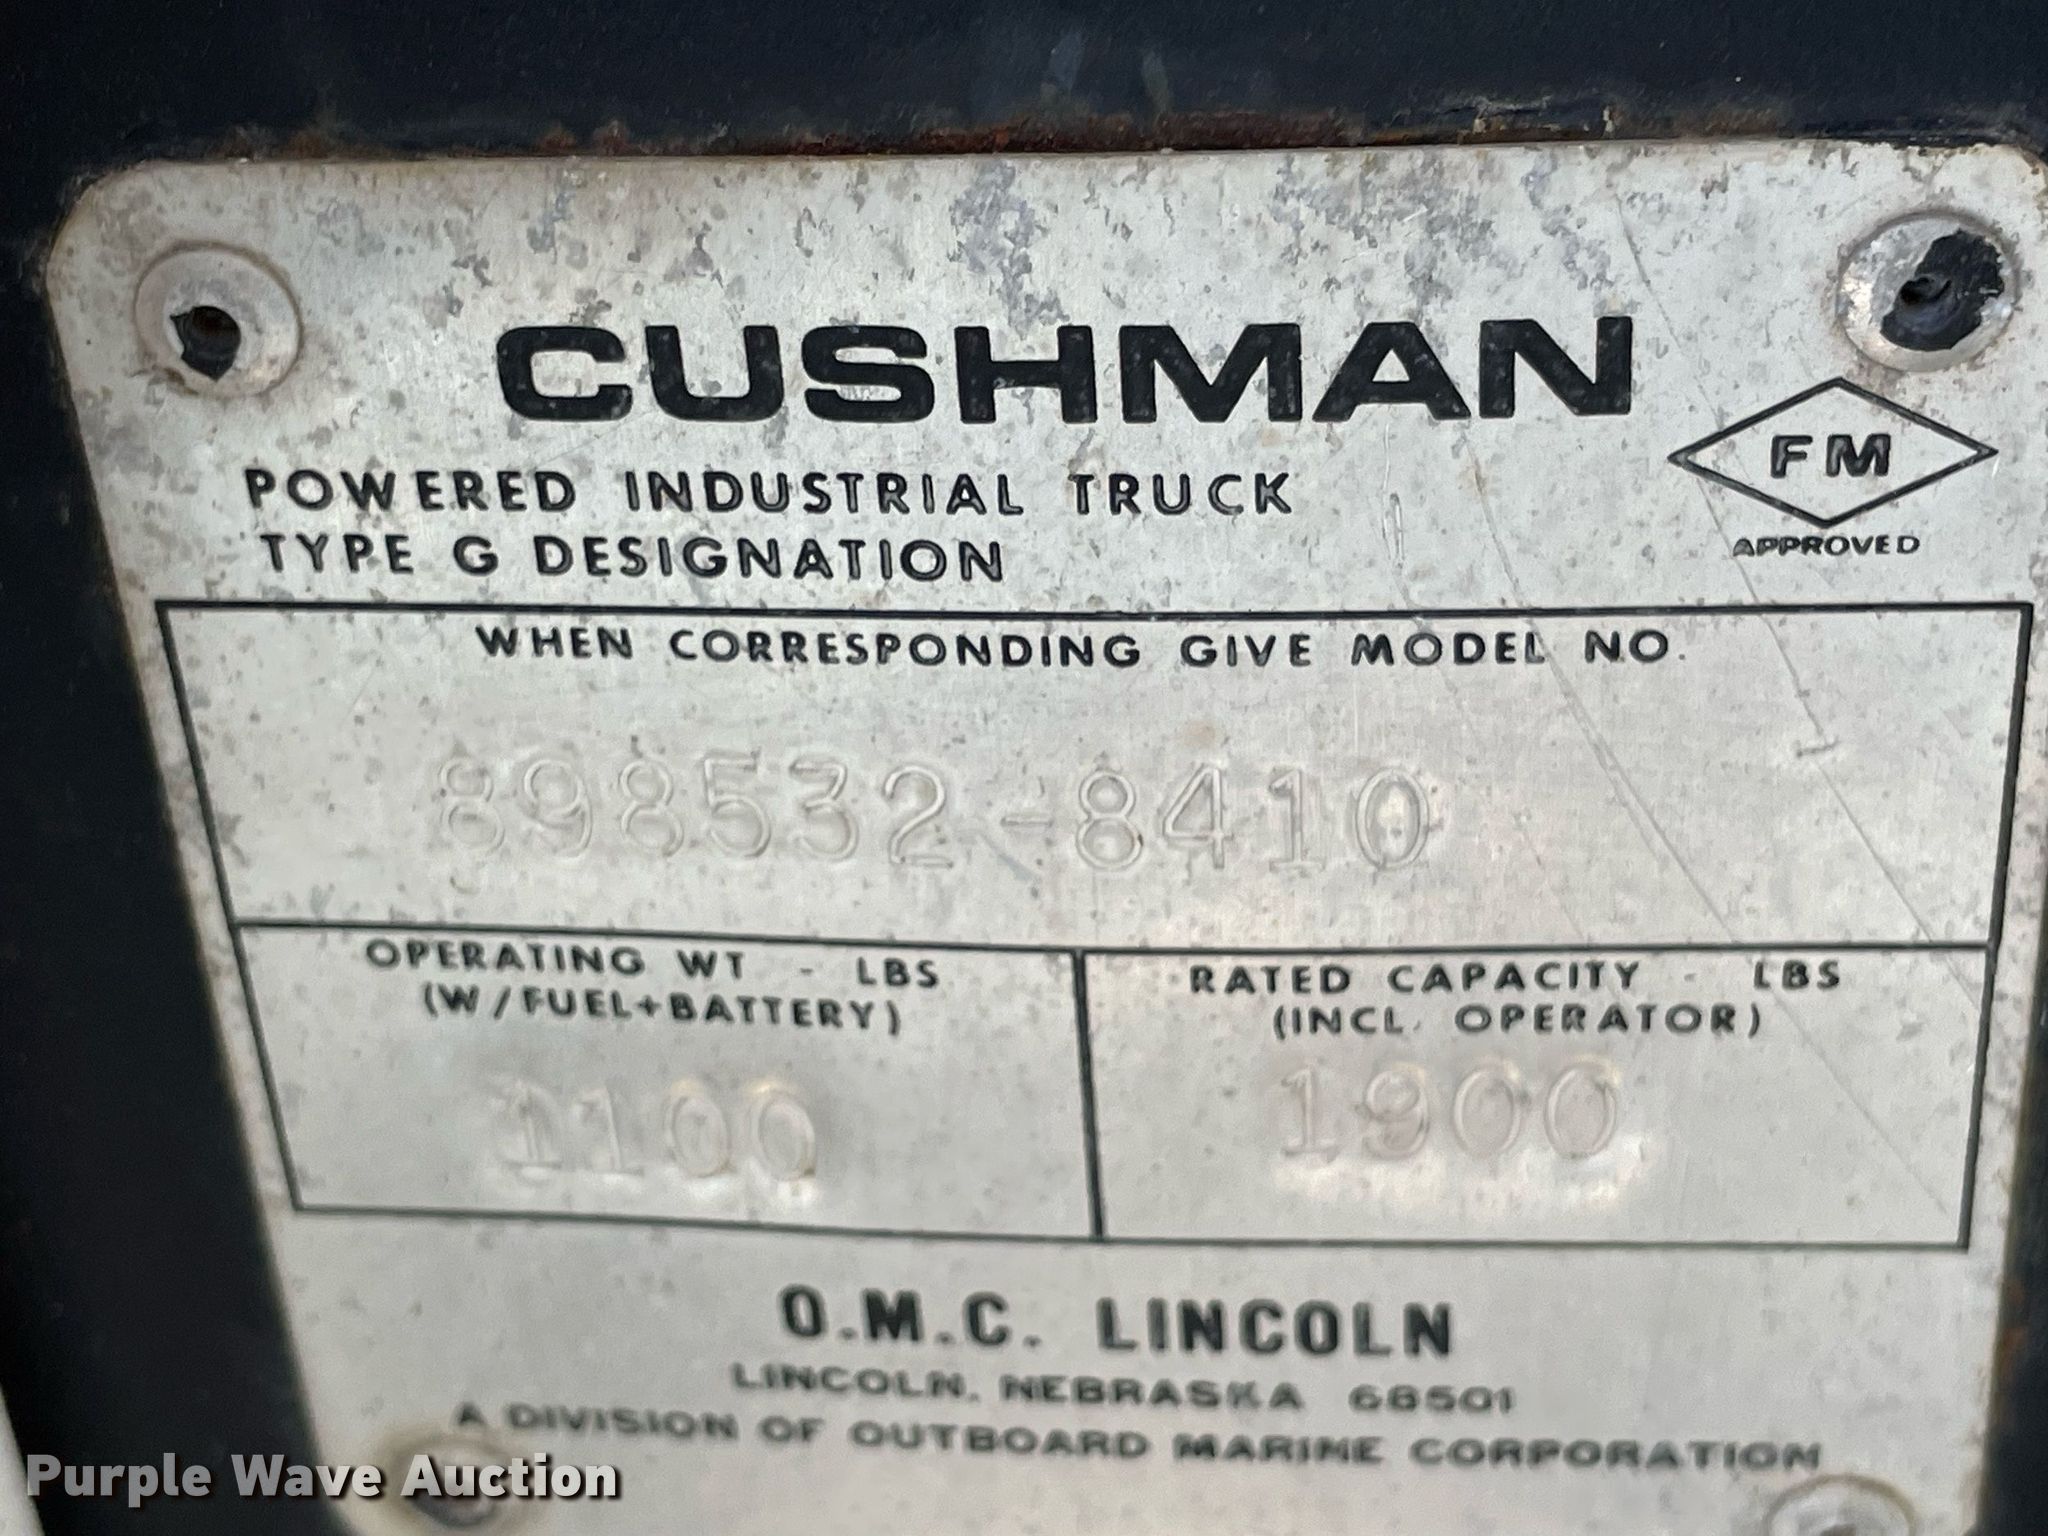 CUSHMAN
FM
APPROVED
POWERED INDUSTRIAL TRUCK
TYPE G DESIGNATION
WHEN CORRESPONDING GIVE MODEL NO.
898532-8410
OPERATING WT - LBS
(W/FUEL+BATTERY)
1100
RATED CAPACITY - LBS
(INCL. OPERATOR)
1900
O.M.C. LINCOLN
LINCOLN, NEBRASKA 68501
A DIVISION OF OUTBOARD MARINE CORPORATION
Purple Wave Auction